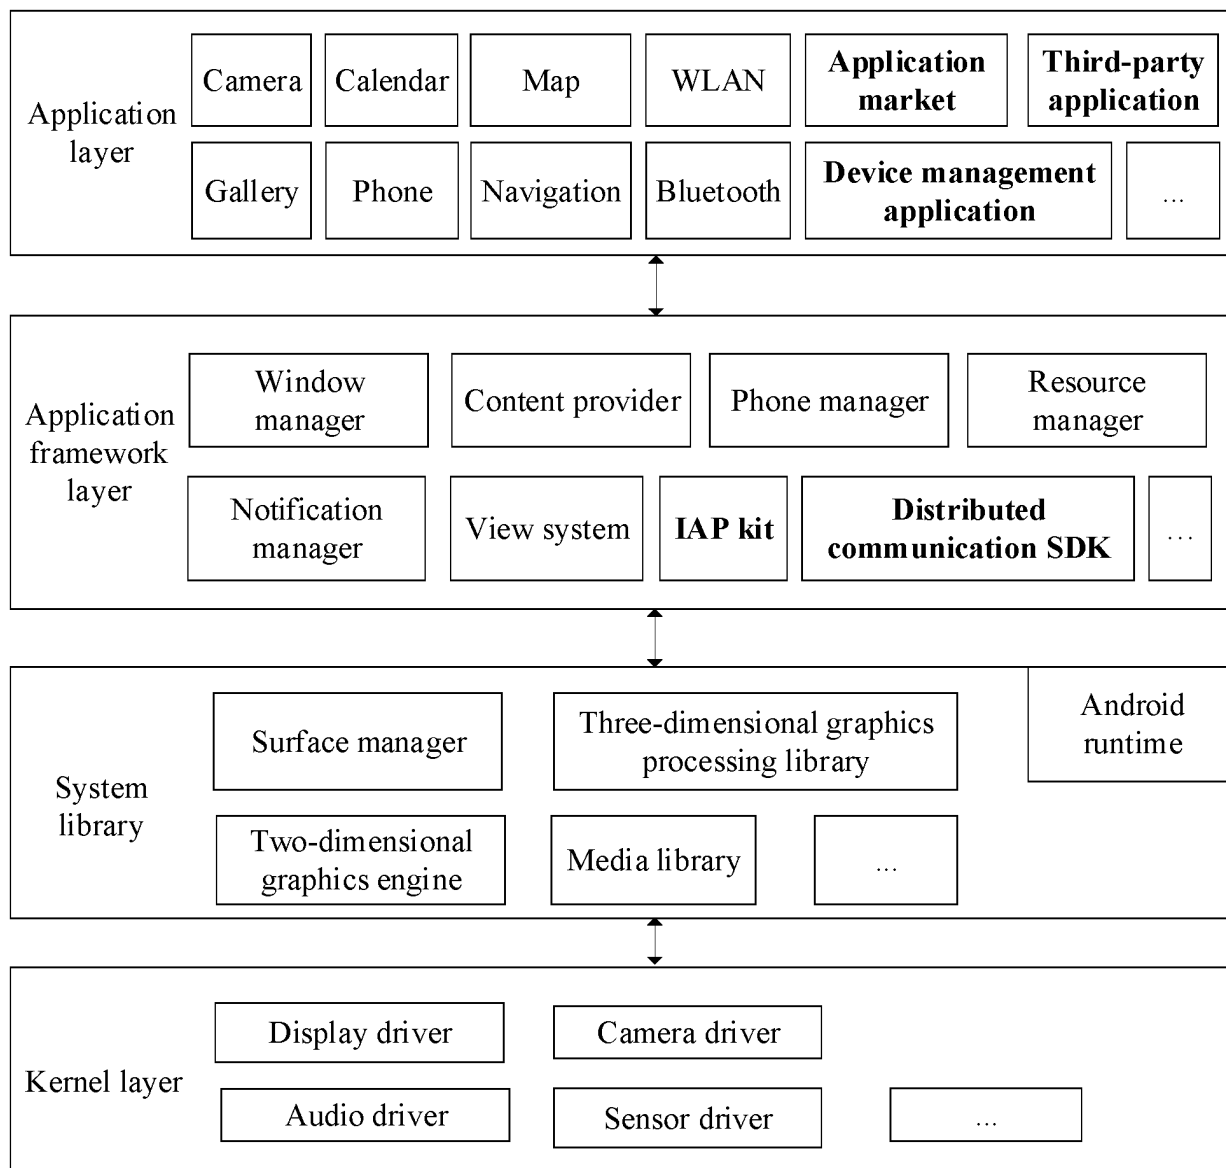 Application
layer
Camera
Calendar
Map
WLAN
Application
market
Third-party
application
Gallery
Phone
Navigation
Bluetooth
Device management
application
...
Application
framework
layer
Window
manager
Content provider
Phone manager
Resource
manager
Notification
manager
View system
IAP kit
Distributed
communication SDK
...
System
library
Surface manager
Three-dimensional graphics
processing library
Android
runtime
Two-dimensional
graphics engine
Media library
...
Kernel layer
Display driver
Camera driver
Audio driver
Sensor driver
...